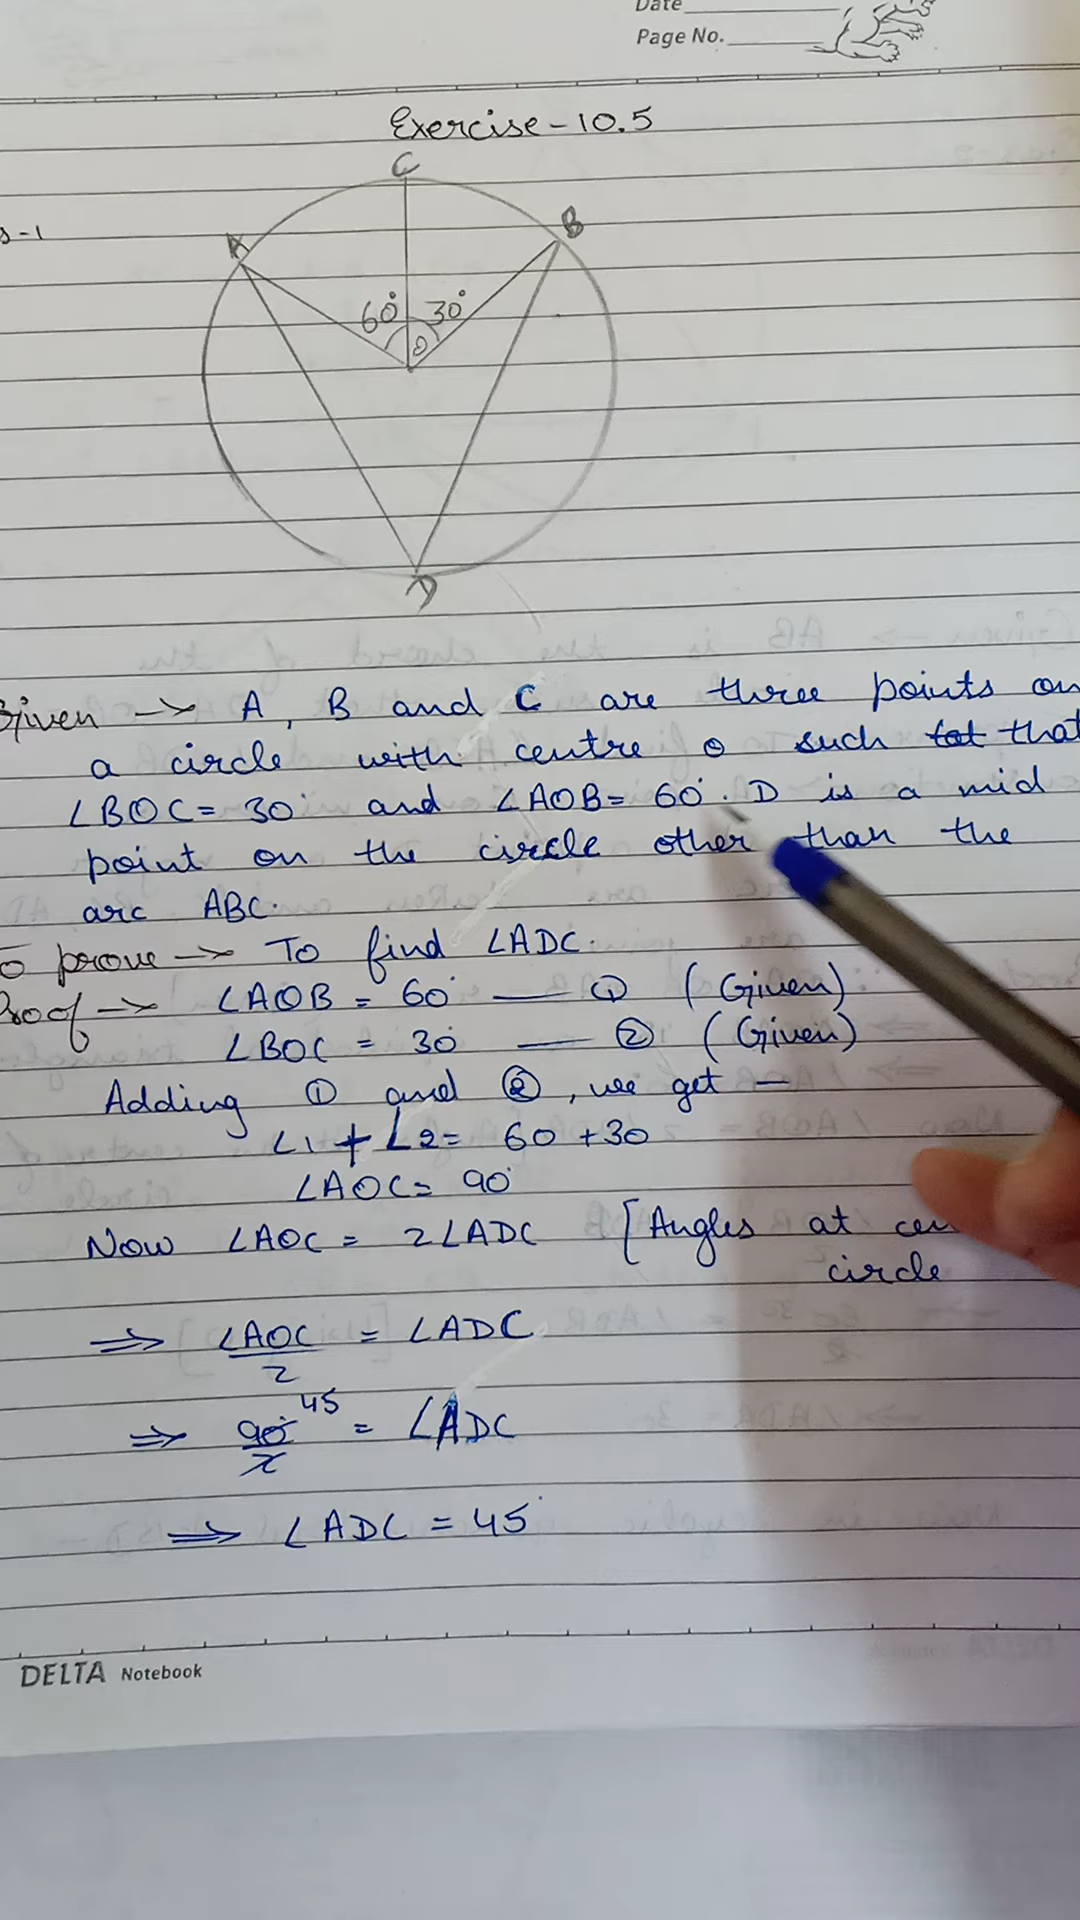 Date
Page No.
Exercise-10.5
s-1
C
A
B
60° 30°
O
D
Given → A, B and C are three points on
a circle with centre O such tat that
∠BOC = 30° and ∠AOB = 60°. D is a mid
point on the circle other than the
arc ABC.
To prove → To find ∠ADC.
Proof → ∠AOB = 60° — ① (Given)
∠BOC = 30° — ② (Given)
Adding ① and ②, we get —
∠1 + ∠2 = 60 + 30
∠AOC = 90°
Now ∠AOC = 2∠ADC [Angles at
circle
⇒ ∠AOC/2 = ∠ADC
⇒ 90°/2 45 = ∠ADC
⇒ ∠ADC = 45°
DELTA Notebook